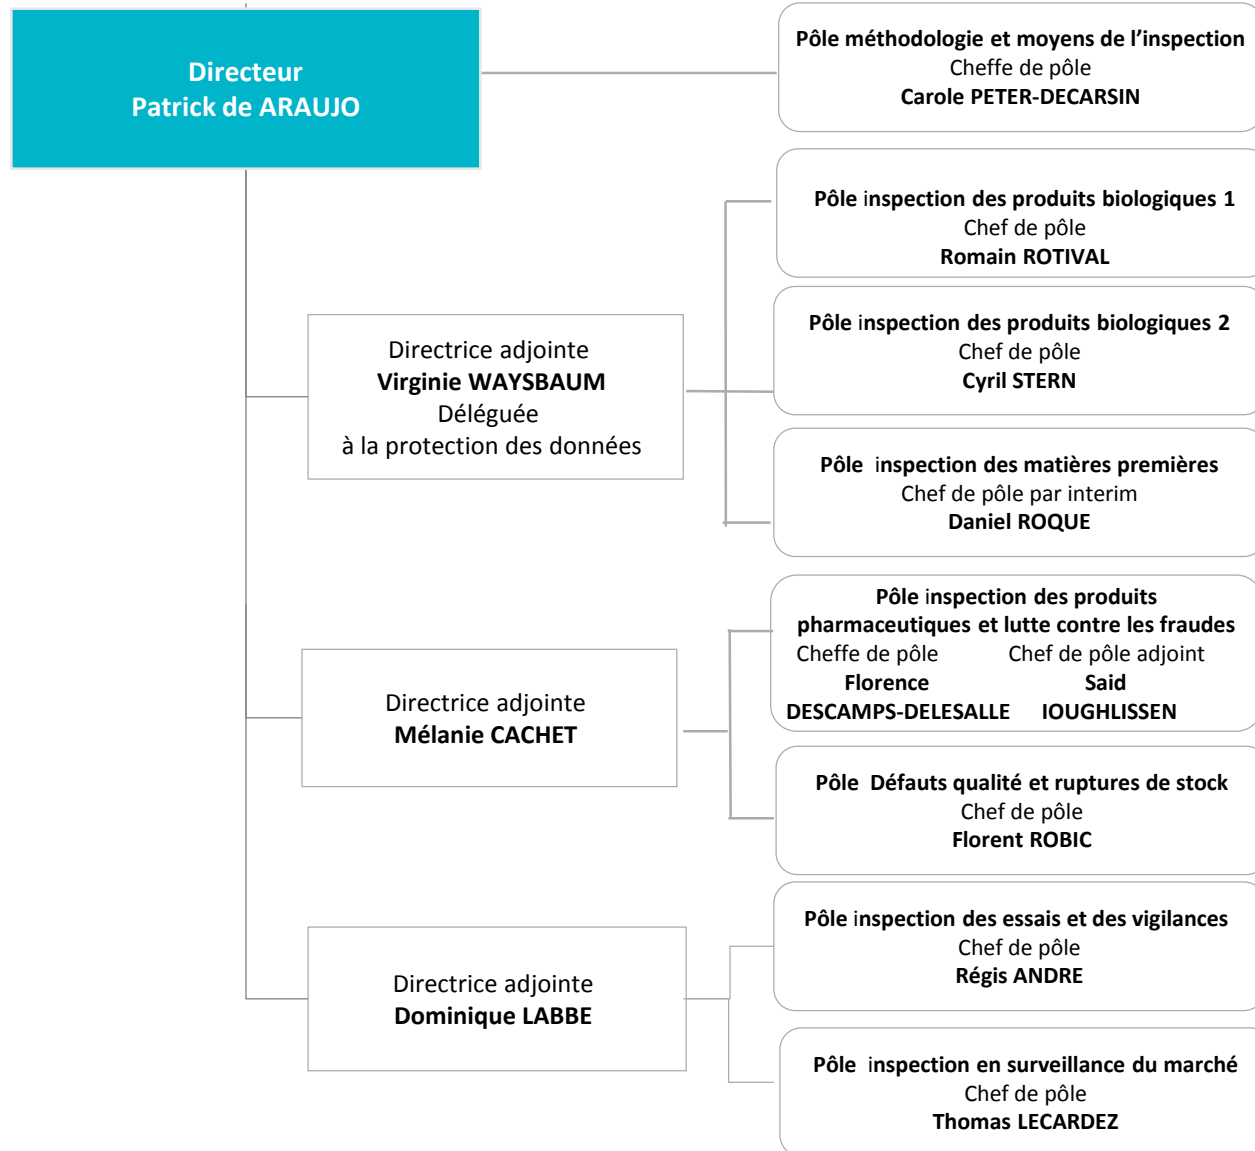 Directeur
Patrick de ARAUJO
Pôle méthodologie et moyens de l’inspection
Cheffe de pôle
Carole PETER-DECARSIN
Pôle inspection des produits biologiques 1
Chef de pôle
Romain ROTIVAL
Directrice adjointe
Virginie WAYSBAUM
Déléguée
à la protection des données
Pôle inspection des produits biologiques 2
Chef de pôle
Cyril STERN
Pôle inspection des matières premières
Chef de pôle par interim
Daniel ROQUE
Directrice adjointe
Mélanie CACHET
Pôle inspection des produits
pharmaceutiques et lutte contre les fraudes
Cheffe de pôle Chef de pôle adjoint
Florence Said
DESCAMPS-DELESALLE IOUGHLISSEN
Pôle Défauts qualité et ruptures de stock
Chef de pôle
Florent ROBIC
Directrice adjointe
Dominique LABBE
Pôle inspection des essais et des vigilances
Chef de pôle
Régis ANDRE
Pôle inspection en surveillance du marché
Chef de pôle
Thomas LECARDEZ